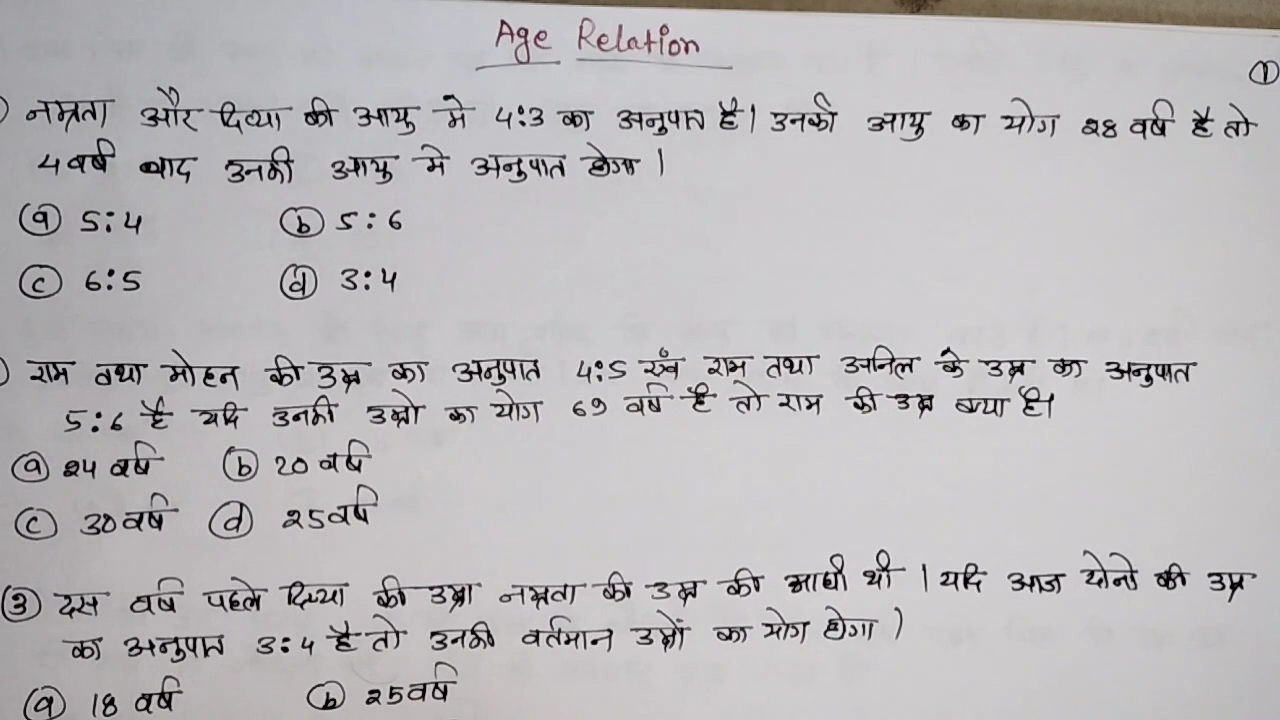 Age Relation
①
नम्रता और दिव्या की आयु मे 4:3 का अनुपात है। उनकी आयु का योग 28 वर्ष है तो
4 वर्ष बाद उनकी आयु मे अनुपात होगा।
ⓐ 5:4 ⓑ 5:6
ⓒ 6:5 ⓓ 3:4
राम तथा मोहन की उम्र का अनुपात 4:5 एवं राम तथा अनिल के उम्र का अनुपात
5:6 है यदि उनकी उम्रो का योग 69 वर्ष है तो राम की उम्र क्या है।
ⓐ 24 वर्ष ⓑ 20 वर्ष
ⓒ 30 वर्ष ⓓ 25 वर्ष
③ दस वर्ष पहले दिव्या की उम्र नम्रता की उम्र की आधी थी। यदि आज दोनो की उम्र
का अनुपात 3:4 है तो उनकी वर्तमान उम्रों का योग होगा)
ⓐ 18 वर्ष ⓑ 25 वर्ष